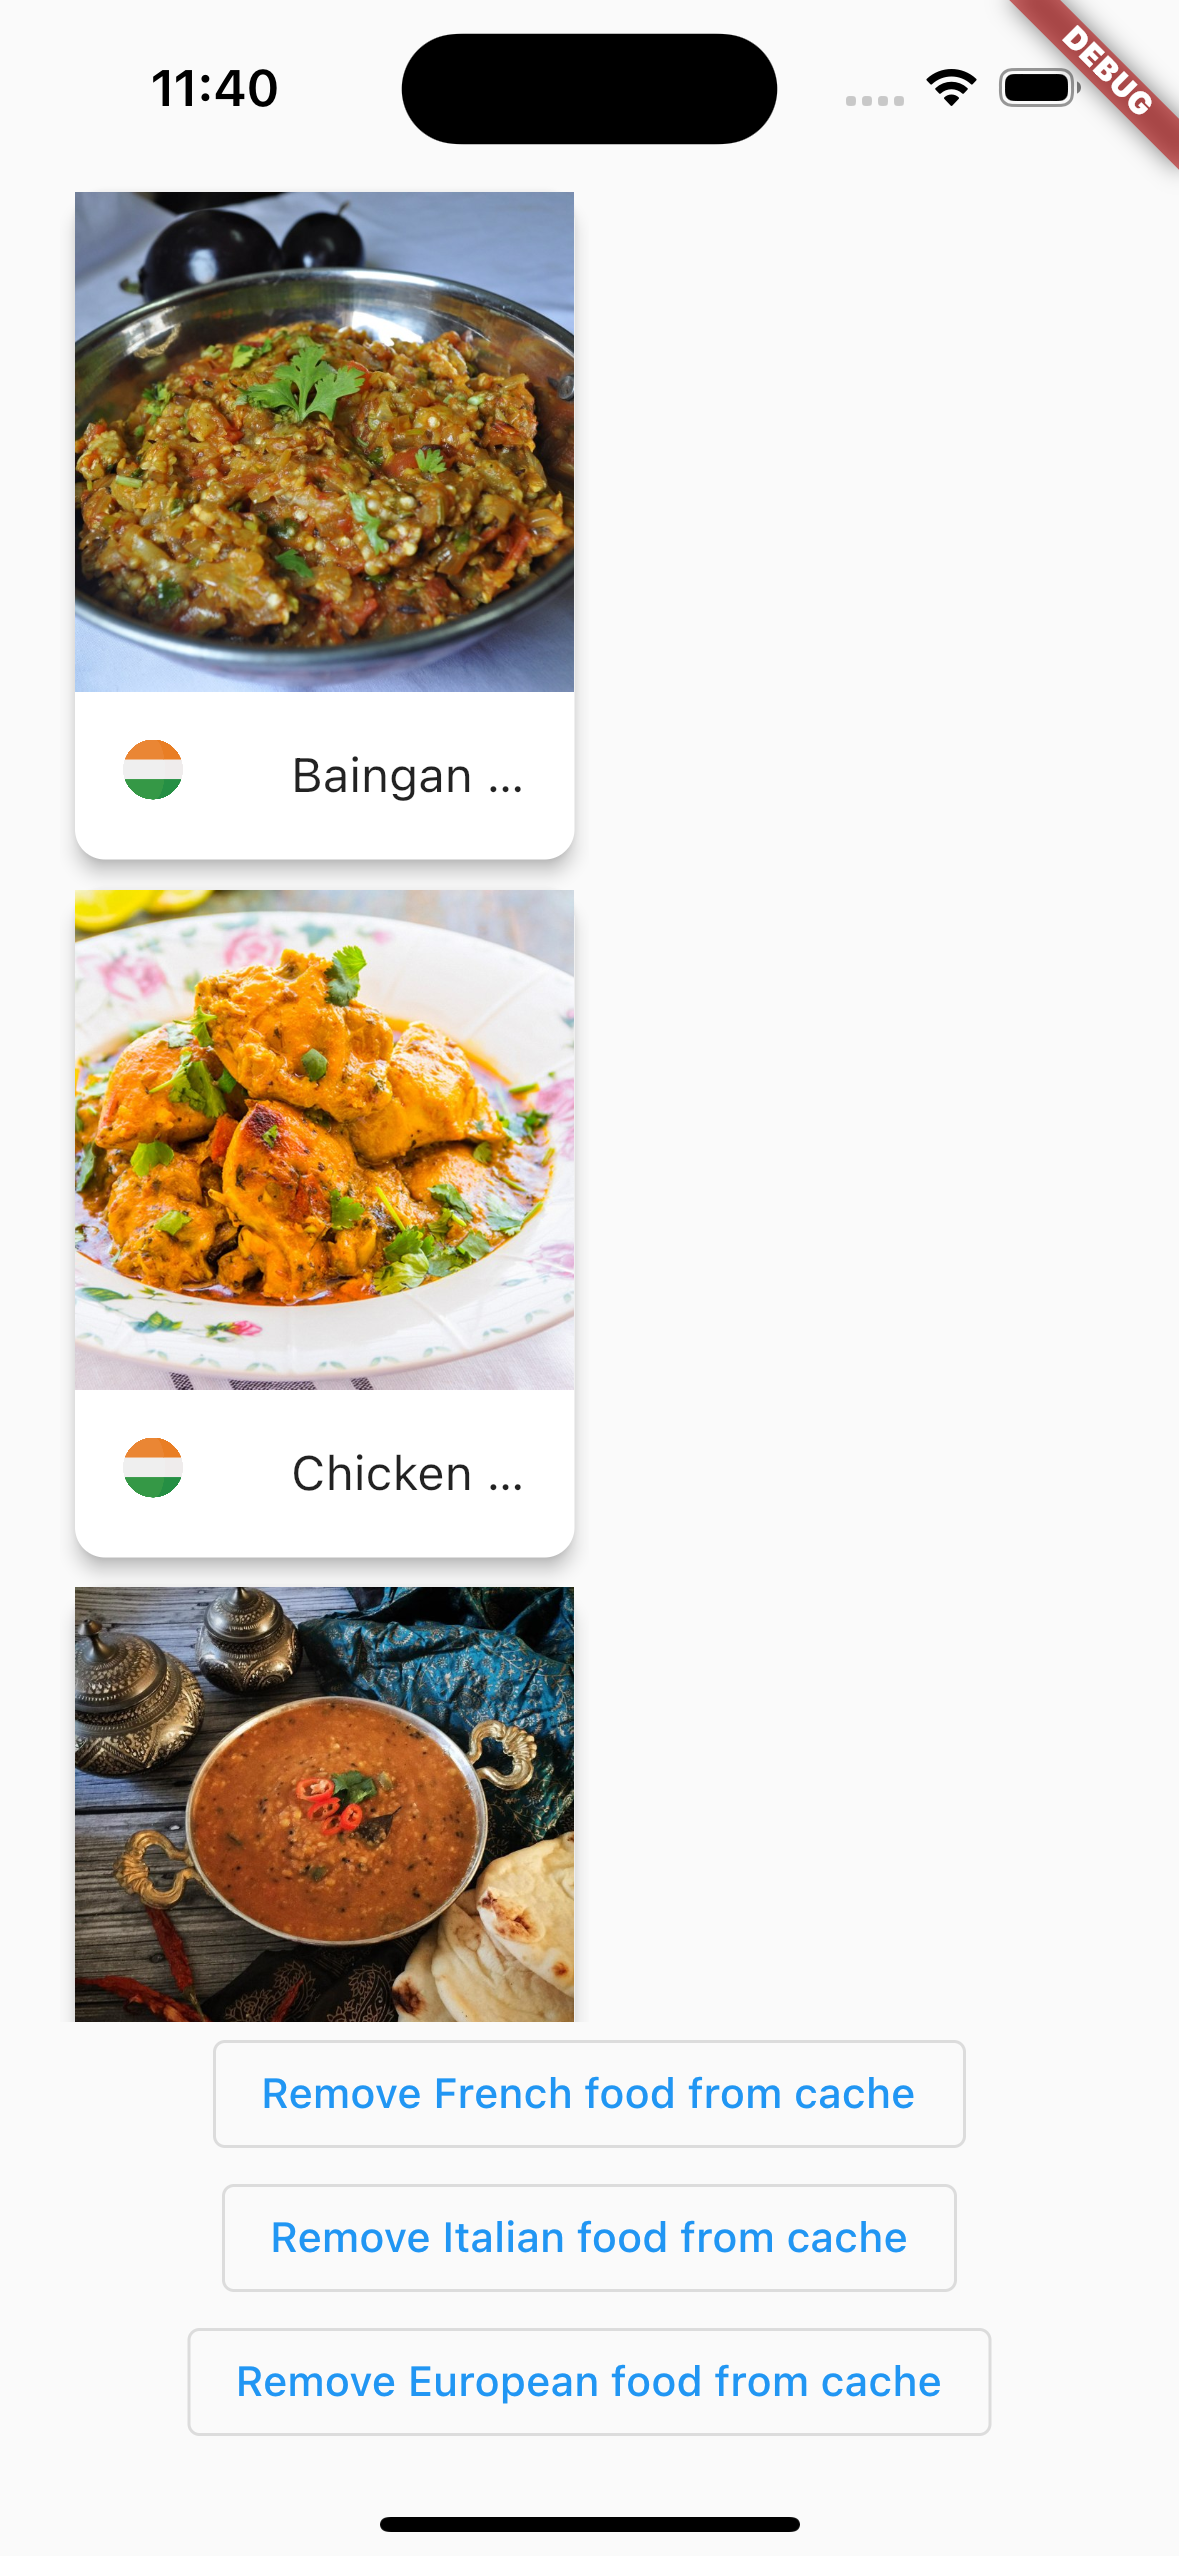 11:40
DEBUG
Baingan ...
Chicken ...
Remove French food from cache
Remove Italian food from cache
Remove European food from cache